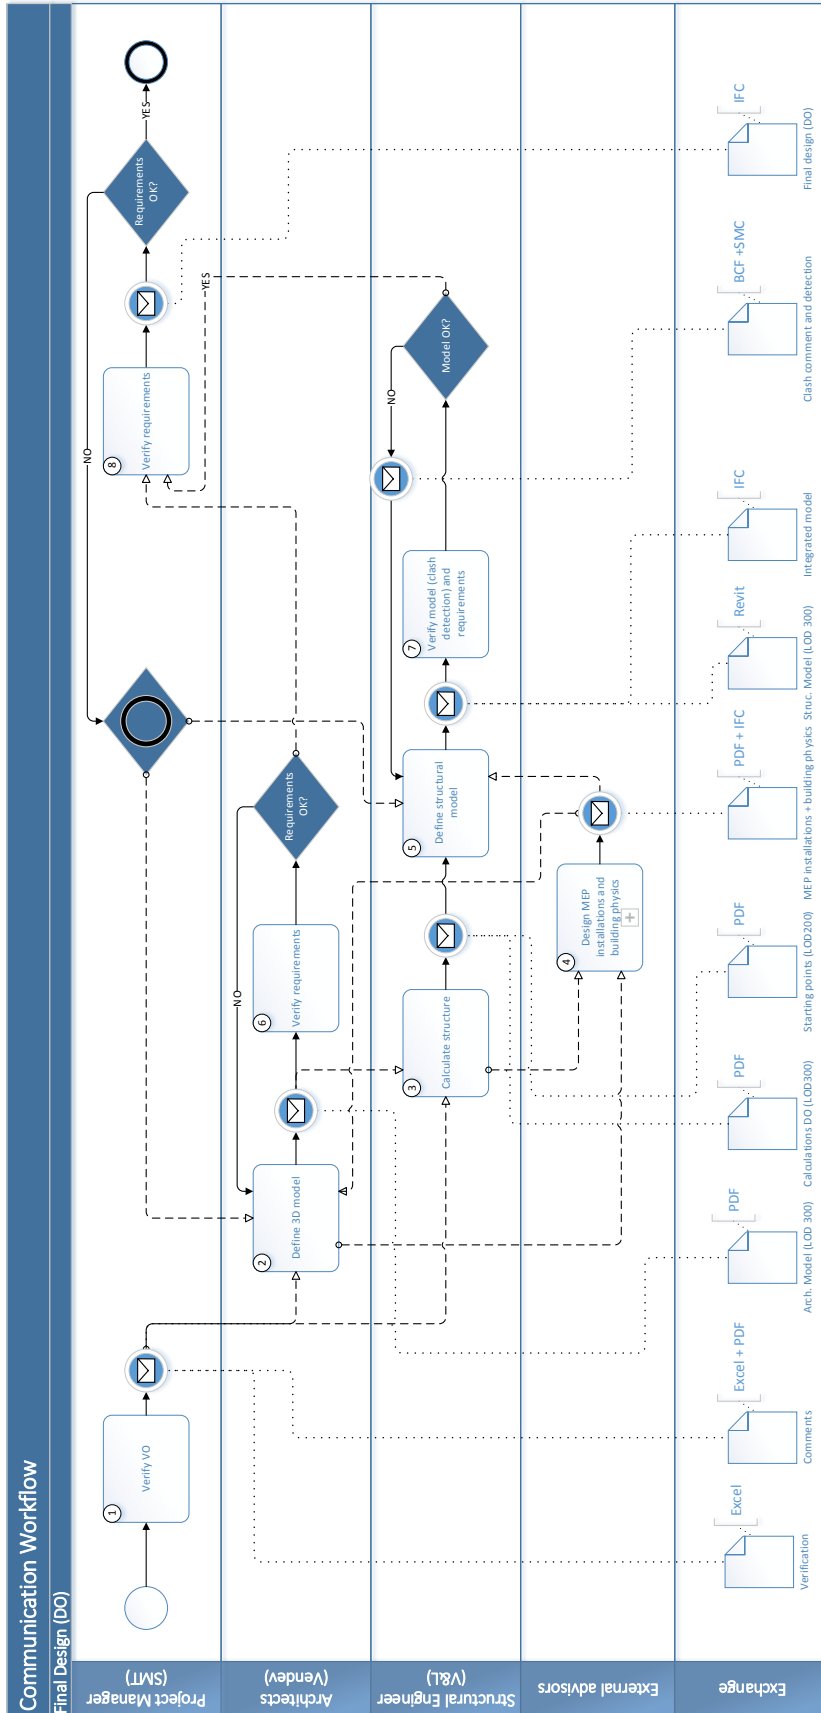 Communication Workflow
Final Design (DO)
Project Manager
(SMT)
1
Verify VO
8
Verify requirements
Requirements
OK?
YES
NO
Architects
(Vendev)
2
Define 3D model
6
Verify requirements
Requirements
OK?
NO
Structural Engineer
(V&L)
3
Calculate structure
5
Define structural
model
7
Verify model (clash
detection) and
requirements
Model OK?
NO
YES
External advisors
4
Design MEP
installations and
building physics
Exchange
Excel
Verification
Excel + PDF
Comments
PDF
Arch. Model (LOD 300)
PDF
Calculations DO (LOD300)
PDF
Starting points (LOD200)
PDF + IFC
MEP installations + building physics
Revit
Struc. Model (LOD 300)
IFC
Integrated model
BCF +SMC
Clash comment and detection
IFC
Final design (DO)